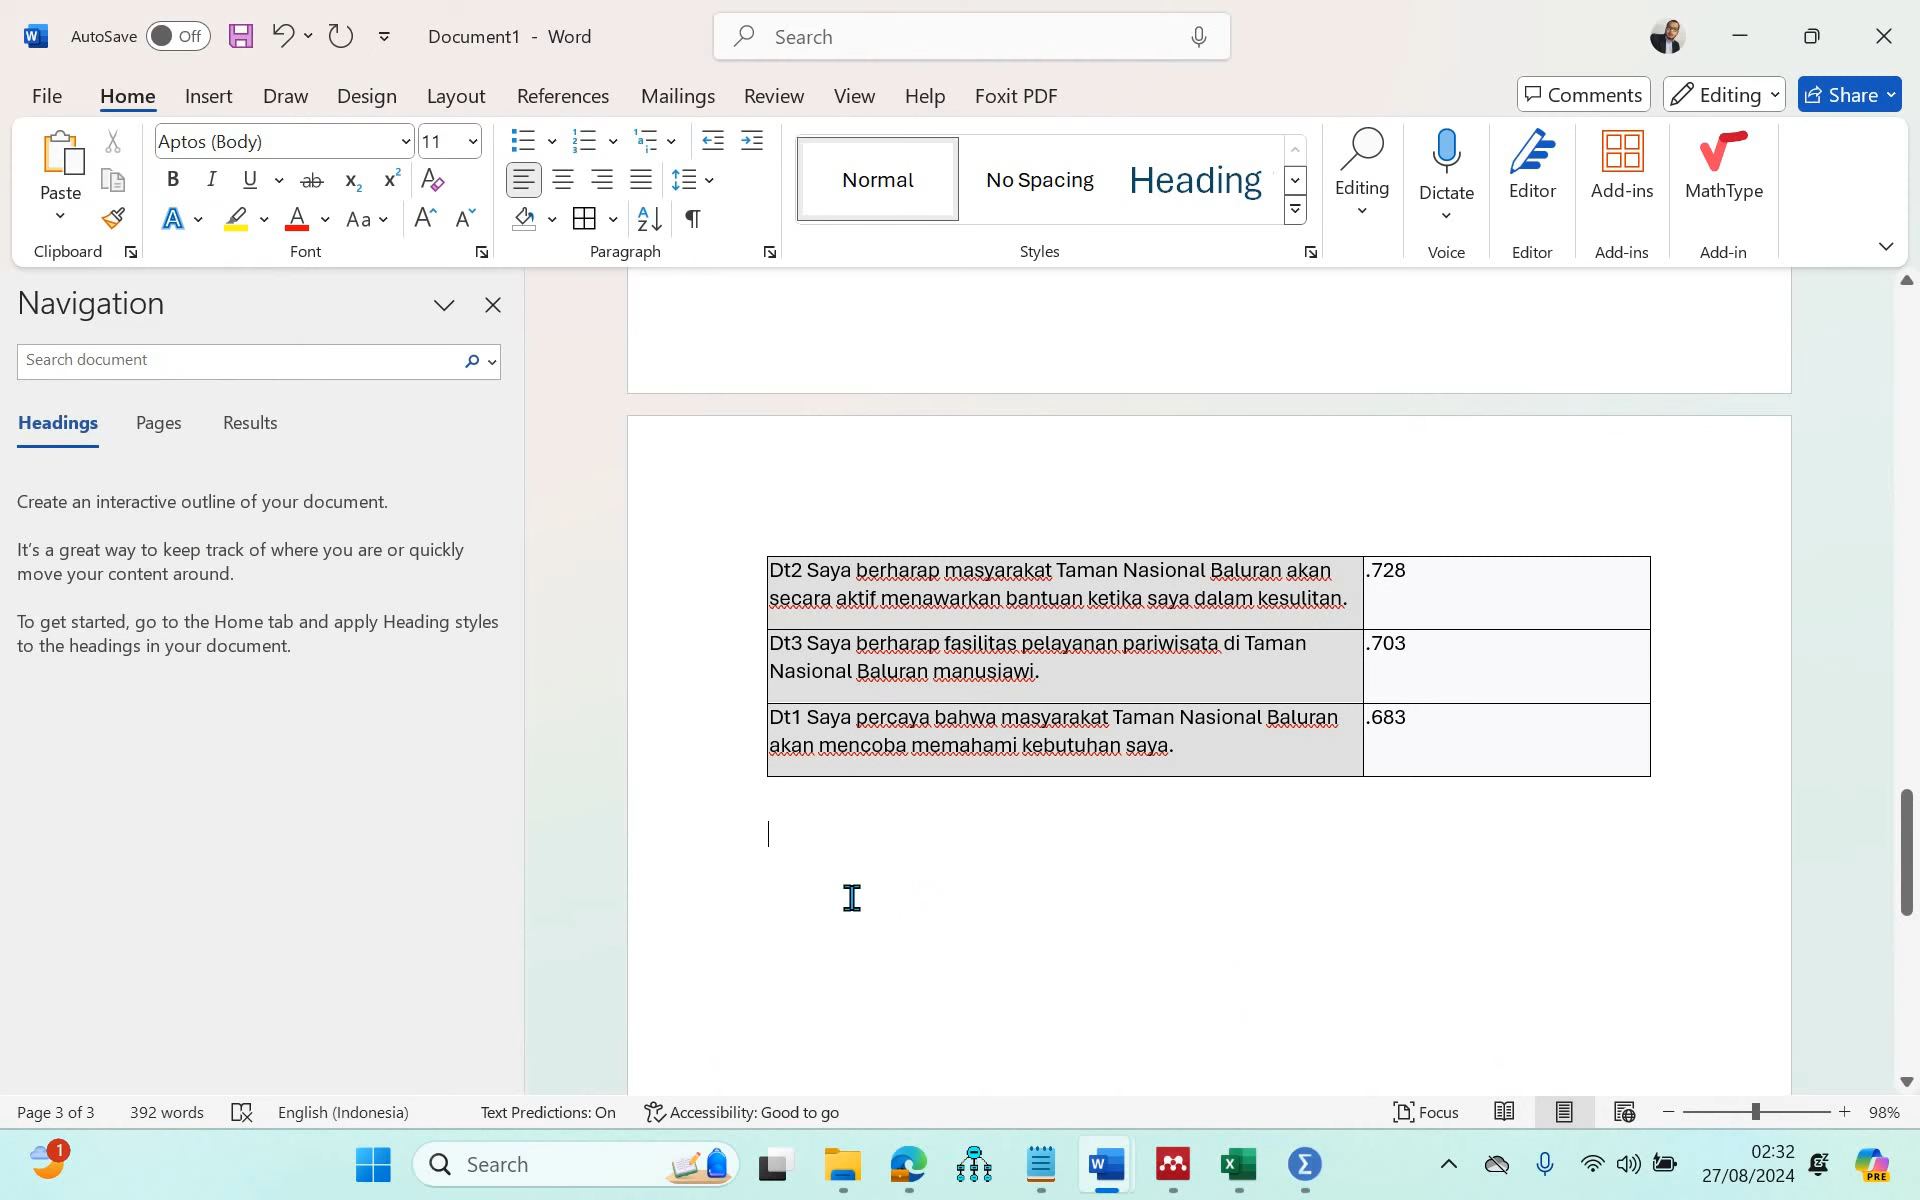 AutoSave Off Document1 - Word Search
File Home Insert Draw Design Layout References Mailings Review View Help Foxit PDF Comments Editing Share
Paste
Clipboard
Aptos (Body) 11
Font
Paragraph
Normal No Spacing Heading
Styles
Editing
Dictate
Voice
Editor
Editor
Add-ins
Add-ins
MathType
Add-in
Navigation
Search document
Headings Pages Results
Create an interactive outline of your document.
It's a great way to keep track of where you are or quickly
move your content around.
To get started, go to the Home tab and apply Heading styles
to the headings in your document.
Dt2 Saya berharap masyarakat Taman Nasional Baluran akan .728
secara aktif menawarkan bantuan ketika saya dalam kesulitan.
Dt3 Saya berharap fasilitas pelayanan pariwisata di Taman .703
Nasional Baluran manusiawi.
Dt1 Saya percaya bahwa masyarakat Taman Nasional Baluran .683
akan mencoba memahami kebutuhan saya.
Page 3 of 3 392 words English (Indonesia) Text Predictions: On Accessibility: Good to go Focus 98%
1 Search 02:32
27/08/2024
PRE